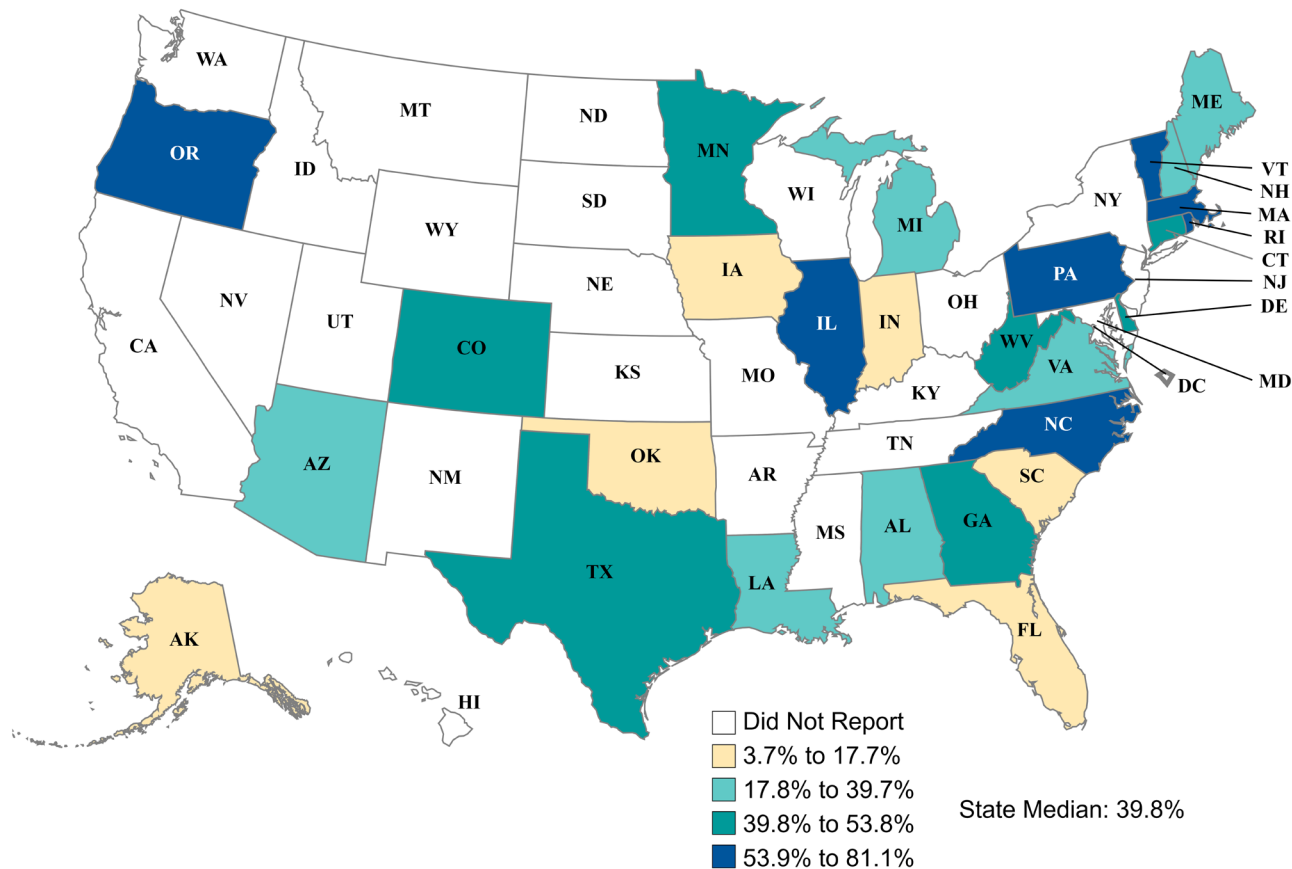 WA
MT
ND
MN
ME
OR
ID
SD
WI
MI
NY
VT
NH
MA
RI
CT
NJ
DE
MD
DC
WY
IA
NE
PA
OH
IL
IN
NV
UT
CO
CA
KS
MO
WV
VA
KY
NC
TN
AZ
NM
OK
AR
SC
MS
AL
GA
TX
LA
FL
AK
HI
Did Not Report
3.7% to 17.7%
17.8% to 39.7%
39.8% to 53.8%
53.9% to 81.1%
State Median: 39.8%